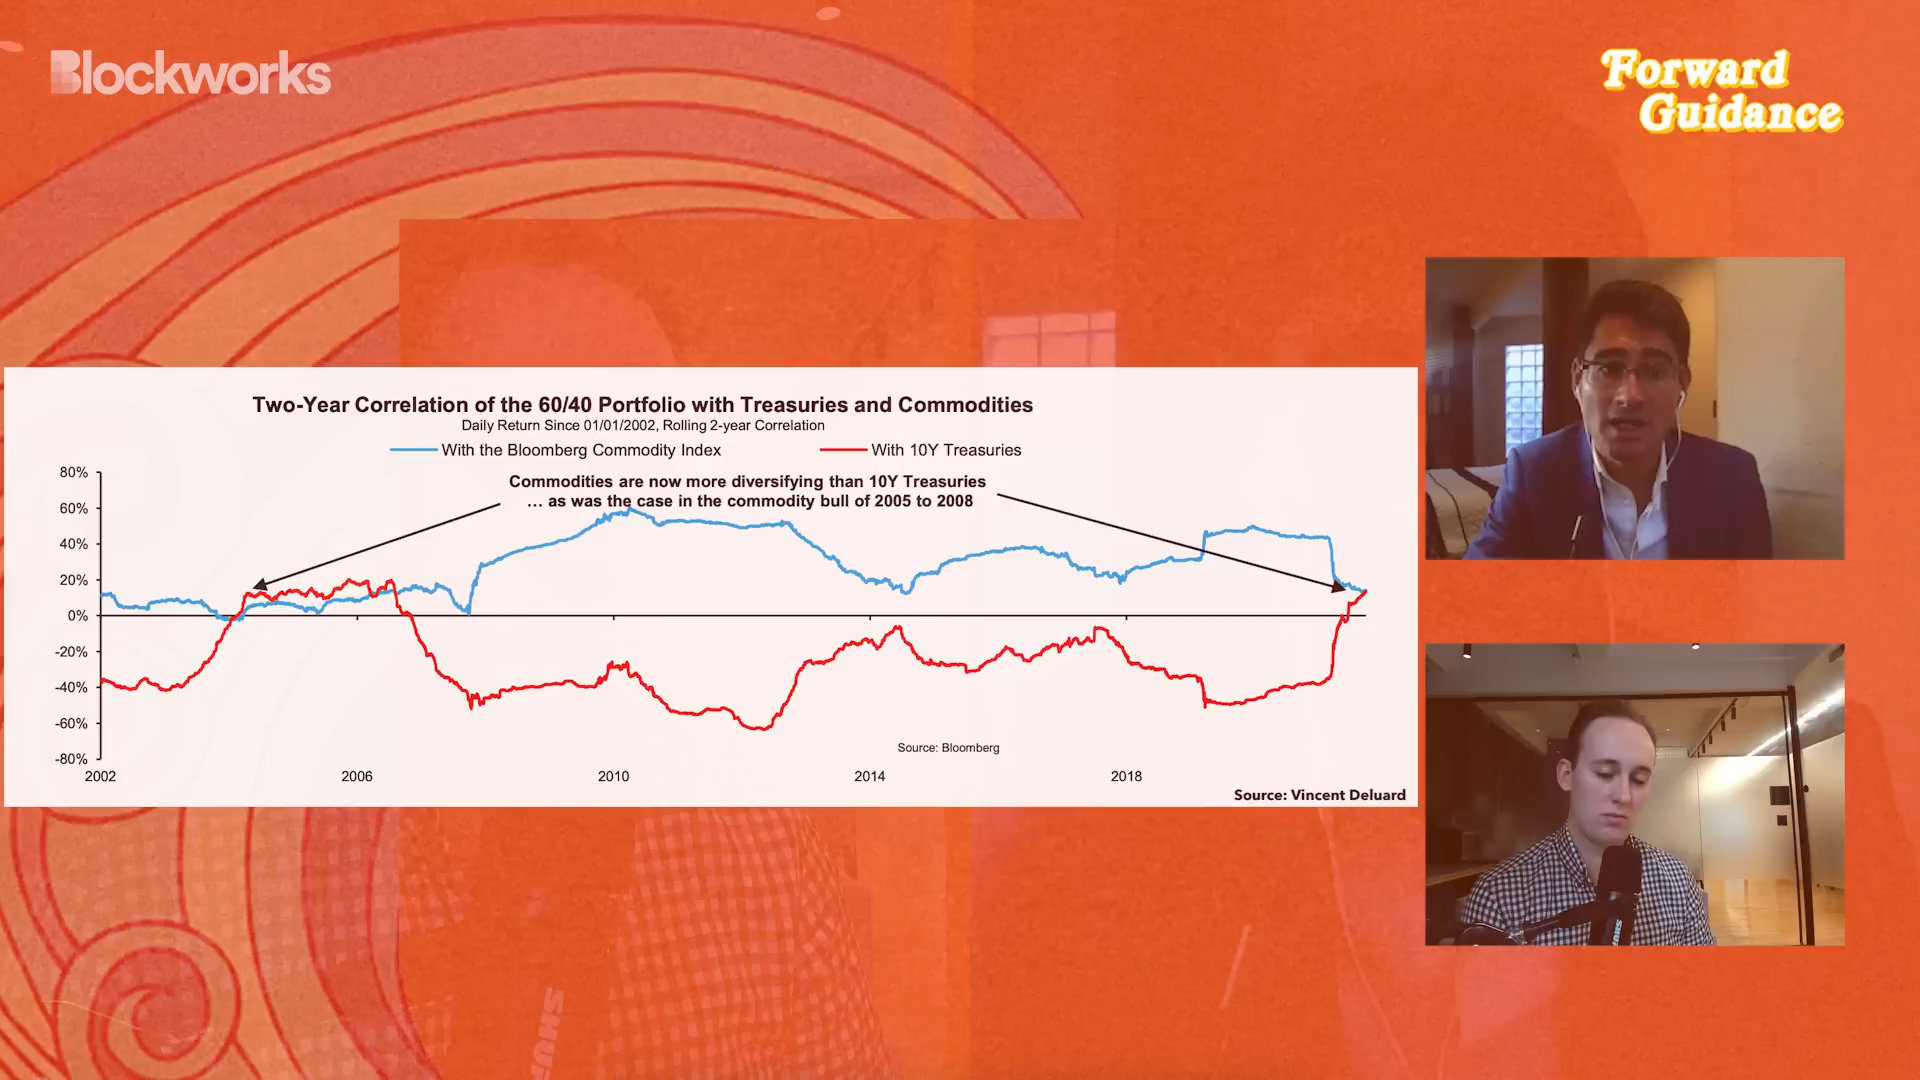 Blockworks
Forward
Guidance
Two-Year Correlation of the 60/40 Portfolio with Treasuries and Commodities
Daily Return Since 01/01/2002, Rolling 2-year Correlation
With the Bloomberg Commodity Index
With 10Y Treasuries
Commodities are now more diversifying than 10Y Treasuries
... as was the case in the commodity bull of 2005 to 2008
80%
60%
40%
20%
0%
-20%
-40%
-60%
-80%
2002
2006
2010
2014
2018
Source: Bloomberg
Source: Vincent Deluard
SHUR
SHUR